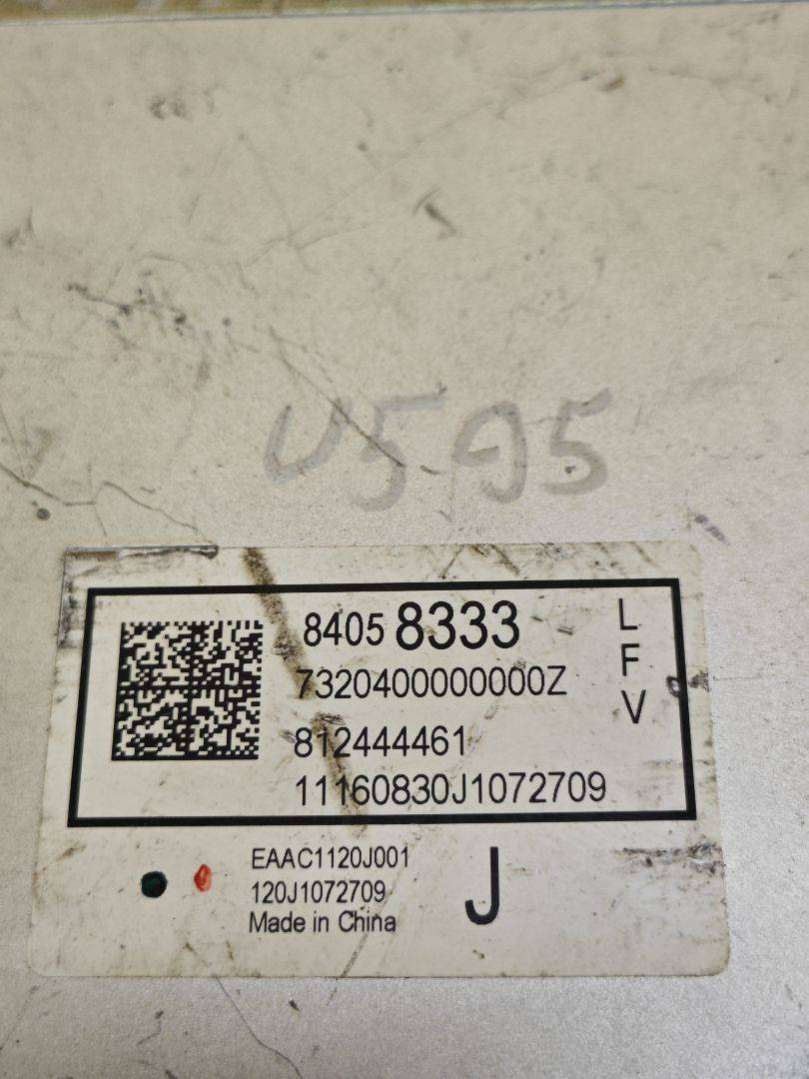 U595
84058333
L
F
V
7320400000000Z
812444461
11160830J1072709
EAAC1120J001
120J1072709
Made in China
J